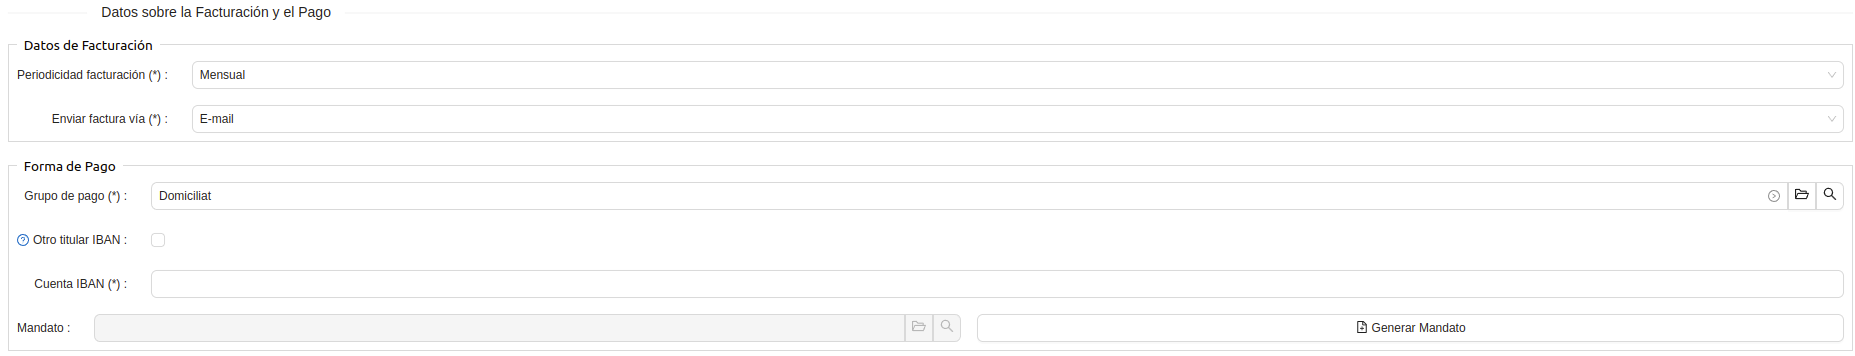 Datos sobre la Facturación y el Pago
Datos de Facturación
Periodicidad facturación (*) : Mensual
Enviar factura vía (*) : E-mail
Forma de Pago
Grupo de pago (*) : Domiciliat
Otro titular IBAN :
Cuenta IBAN (*) :
Mandato : Generar Mandato